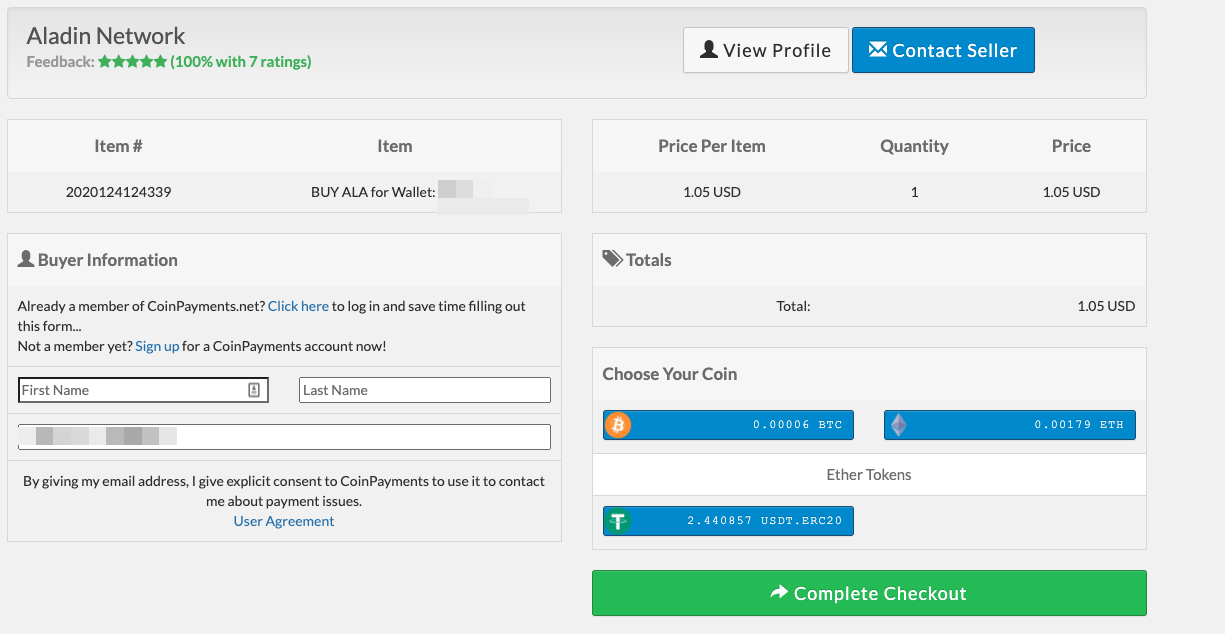 Aladin Network
Feedback: ★★★★★ (100% with 7 ratings)
View Profile
Contact Seller
Item #
Item
2020124124339
BUY ALA for Wallet:
Price Per Item
Quantity
Price
1.05 USD
1
1.05 USD
Buyer Information
Already a member of CoinPayments.net? Click here to log in and save time filling out
this form...
Not a member yet? Sign up for a CoinPayments account now!
First Name
Last Name
By giving my email address, I give explicit consent to CoinPayments to use it to contact
me about payment issues.
User Agreement
Totals
Total:
1.05 USD
Choose Your Coin
0.00006 BTC
0.00179 ETH
Ether Tokens
2.440857 USDT.ERC20
Complete Checkout